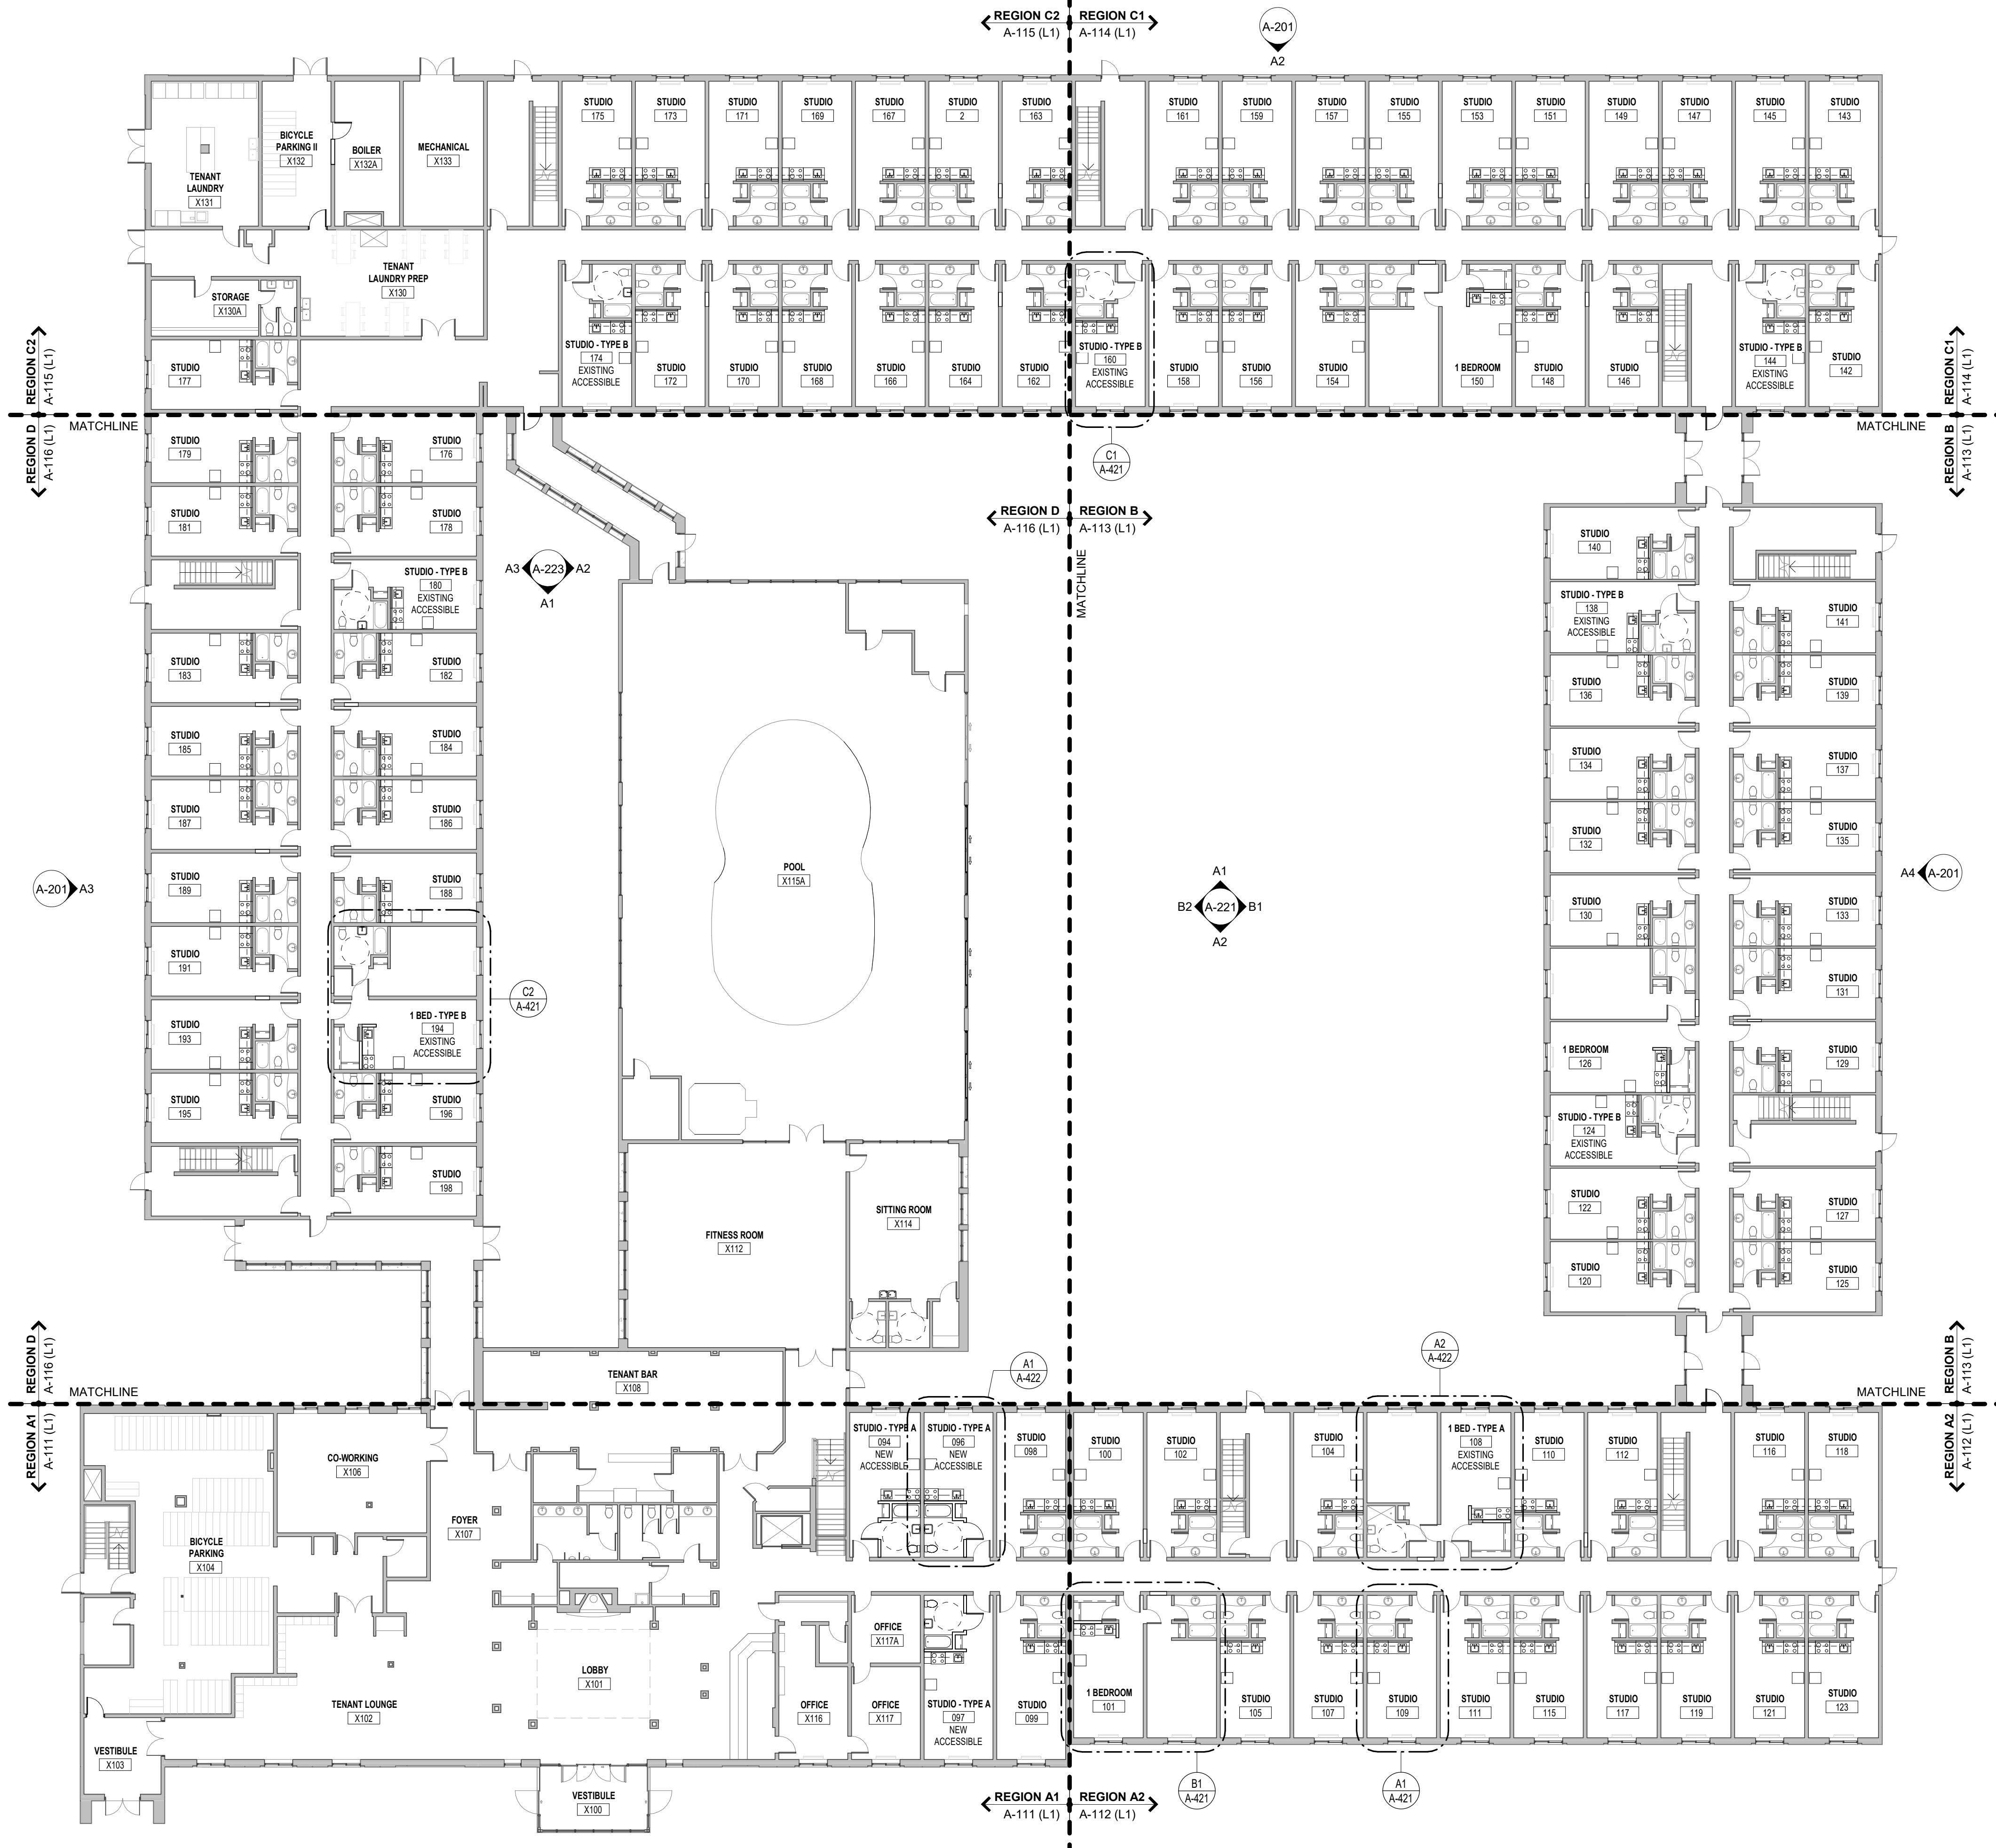 REGION C2
A-115 (L1)
REGION C1
A-114 (L1)
A-201
A2
STUDIO
175
STUDIO
173
STUDIO
171
STUDIO
169
STUDIO
167
STUDIO
2
STUDIO
163
STUDIO
161
STUDIO
159
STUDIO
157
STUDIO
155
STUDIO
153
STUDIO
151
STUDIO
149
STUDIO
147
STUDIO
145
STUDIO
143
TENANT
LAUNDRY
X131
BICYCLE
PARKING II
X132
BOILER
X132A
MECHANICAL
X133
TENANT
LAUNDRY PREP
X130
STORAGE
X130A
STUDIO
177
STUDIO - TYPE B
174
EXISTING
ACCESSIBLE
STUDIO
172
STUDIO
170
STUDIO
168
STUDIO
166
STUDIO
164
STUDIO
162
STUDIO - TYPE B
160
EXISTING
ACCESSIBLE
STUDIO
158
STUDIO
156
STUDIO
154
1 BEDROOM
150
STUDIO
148
STUDIO
146
STUDIO - TYPE B
144
EXISTING
ACCESSIBLE
STUDIO
142
REGION C2
A-115 (L1)
REGION C1
A-114 (L1)
MATCHLINE
MATCHLINE
REGION D
A-116 (L1)
REGION B
A-113 (L1)
C1
A-421
REGION D
A-116 (L1)
REGION B
A-113 (L1)
MATCHLINE
STUDIO
179
STUDIO
176
STUDIO
181
STUDIO
178
STUDIO - TYPE B
180
EXISTING
ACCESSIBLE
A3
A-223
A2
A1
STUDIO
183
STUDIO
182
STUDIO
185
STUDIO
184
STUDIO
187
STUDIO
186
STUDIO
189
STUDIO
188
A-201
A3
STUDIO
191
STUDIO
193
1 BED - TYPE B
194
EXISTING
ACCESSIBLE
C2
A-421
STUDIO
195
STUDIO
196
STUDIO
198
POOL
X115A
A1
B2
A-221
B1
A2
FITNESS ROOM
X112
SITTING ROOM
X114
STUDIO
140
STUDIO - TYPE B
138
EXISTING
ACCESSIBLE
STUDIO
141
STUDIO
136
STUDIO
139
STUDIO
134
STUDIO
137
STUDIO
132
STUDIO
135
A4
A-201
STUDIO
130
STUDIO
133
STUDIO
131
1 BEDROOM
126
STUDIO
129
STUDIO - TYPE B
124
EXISTING
ACCESSIBLE
STUDIO
122
STUDIO
127
STUDIO
120
STUDIO
125
REGION D
A-116 (L1)
REGION B
A-113 (L1)
MATCHLINE
MATCHLINE
REGION A1
A-111 (L1)
REGION A2
A-112 (L1)
TENANT BAR
X108
A1
A-422
A2
A-422
CO-WORKING
X106
FOYER
X107
BICYCLE
PARKING
X104
STUDIO - TYPE A
094
NEW
ACCESSIBLE
STUDIO - TYPE A
096
NEW
ACCESSIBLE
STUDIO
098
STUDIO
100
STUDIO
102
STUDIO
104
1 BED - TYPE A
108
EXISTING
ACCESSIBLE
STUDIO
110
STUDIO
112
STUDIO
116
STUDIO
118
TENANT LOUNGE
X102
LOBBY
X101
OFFICE
X117A
OFFICE
X116
OFFICE
X117
STUDIO - TYPE A
097
NEW
ACCESSIBLE
STUDIO
099
1 BEDROOM
101
STUDIO
105
STUDIO
107
STUDIO
109
STUDIO
111
STUDIO
115
STUDIO
117
STUDIO
119
STUDIO
121
STUDIO
123
VESTIBULE
X103
VESTIBULE
X100
B1
A-421
A1
A-421
REGION A1
A-111 (L1)
REGION A2
A-112 (L1)